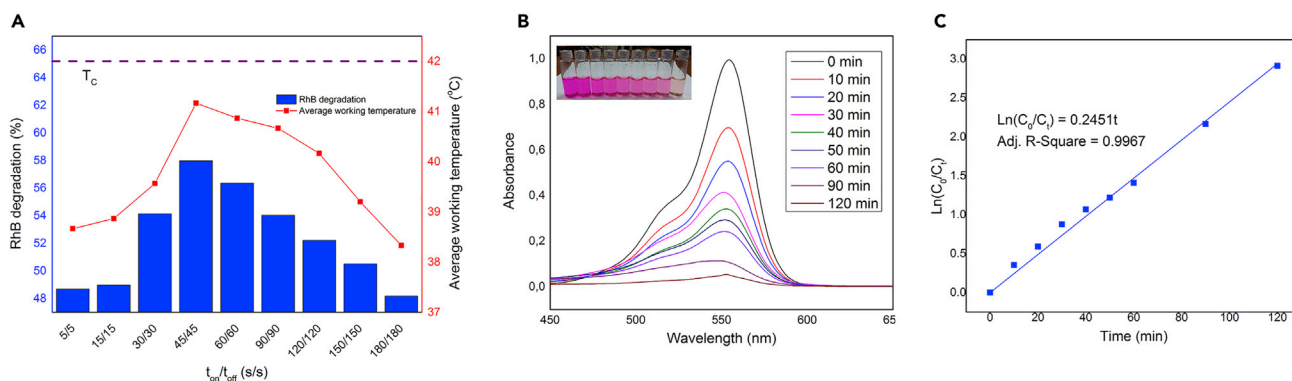 A
RhB degradation (%)
66
64
62
60
58
56
54
52
50
48
T_C
RhB degradation
Average working temperature
42
41
40
39
38
37
Average working temperature (°C)
5/5
15/15
30/30
45/45
60/60
90/90
120/120
150/150
180/180
t_on/t_off (s/s)
B
Absorbance
1,0
0,8
0,6
0,4
0,2
0,0
0 min
10 min
20 min
30 min
40 min
50 min
60 min
90 min
120 min
450
500
550
600
65
Wavelength (nm)
C
Ln(C_0/C_t)
3.0
2.5
2.0
1.5
1.0
0.5
0.0
Ln(C_0/C_t) = 0.2451t
Adj. R-Square = 0.9967
0
20
40
60
80
100
120
Time (min)